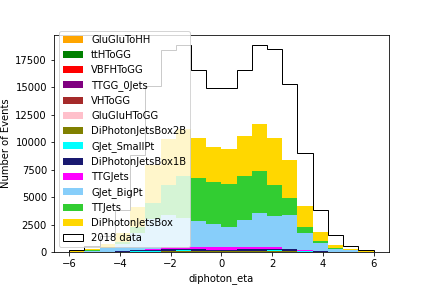 GluGluToHH
ttHToGG
VBFHToGG
TTGG_0Jets
VHToGG
GluGluHToGG
DiPhotonJetsBox2B
GJet_SmallPt
DiPhotonJetsBox1B
TTGJets
GJet_BigPt
TTJets
DiPhotonJetsBox
2018 data
17500
15000
12500
10000
7500
5000
2500
0
Number of Events
−6 −4 −2 0 2 4 6
diphoton_eta